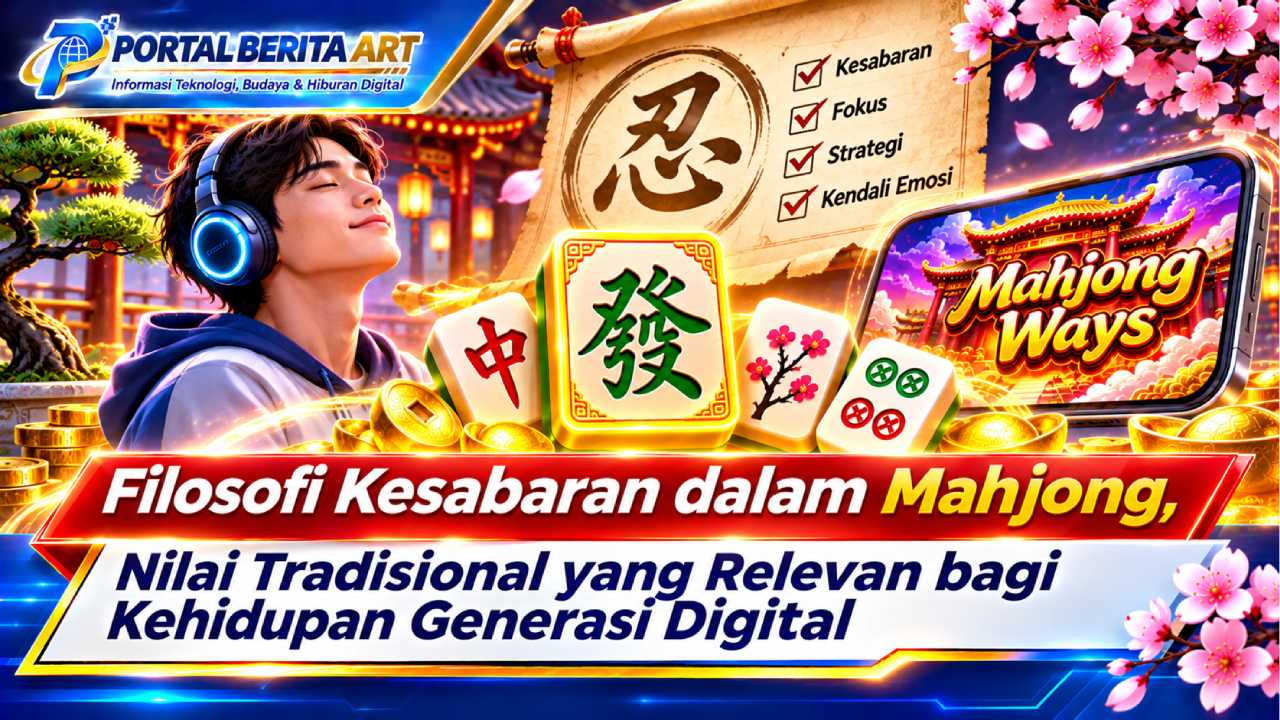 PORTAL BERITA ART
Informasi Teknologi, Budaya & Hiburan Digital
忍
Kesabaran
Fokus
Strategi
Kendali Emosi
中
發
Mahjong
Ways
Filosofi Kesabaran dalam Mahjong,
Nilai Tradisional yang Relevan bagi
Kehidupan Generasi Digital